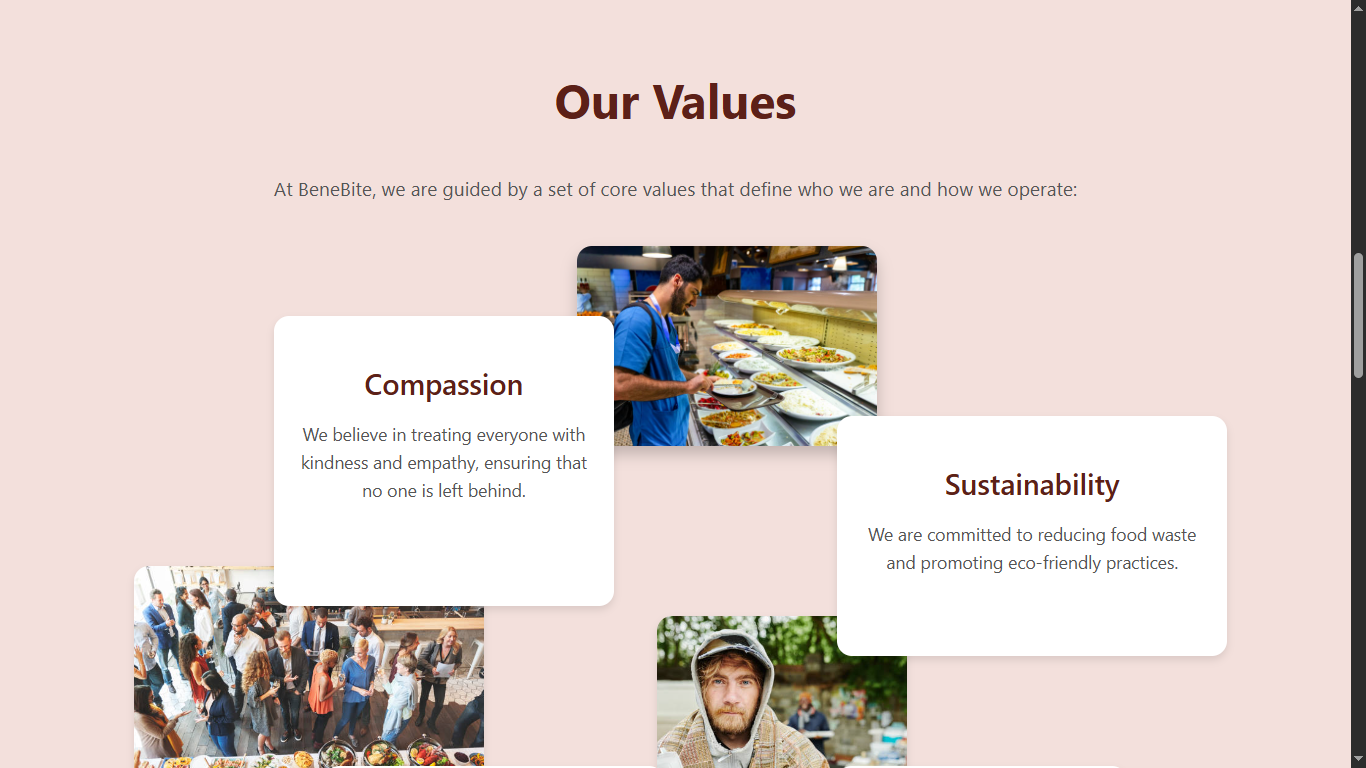 Our Values
At BeneBite, we are guided by a set of core values that define who we are and how we operate:
Compassion
We believe in treating everyone with
kindness and empathy, ensuring that
no one is left behind.
Sustainability
We are committed to reducing food waste
and promoting eco-friendly practices.